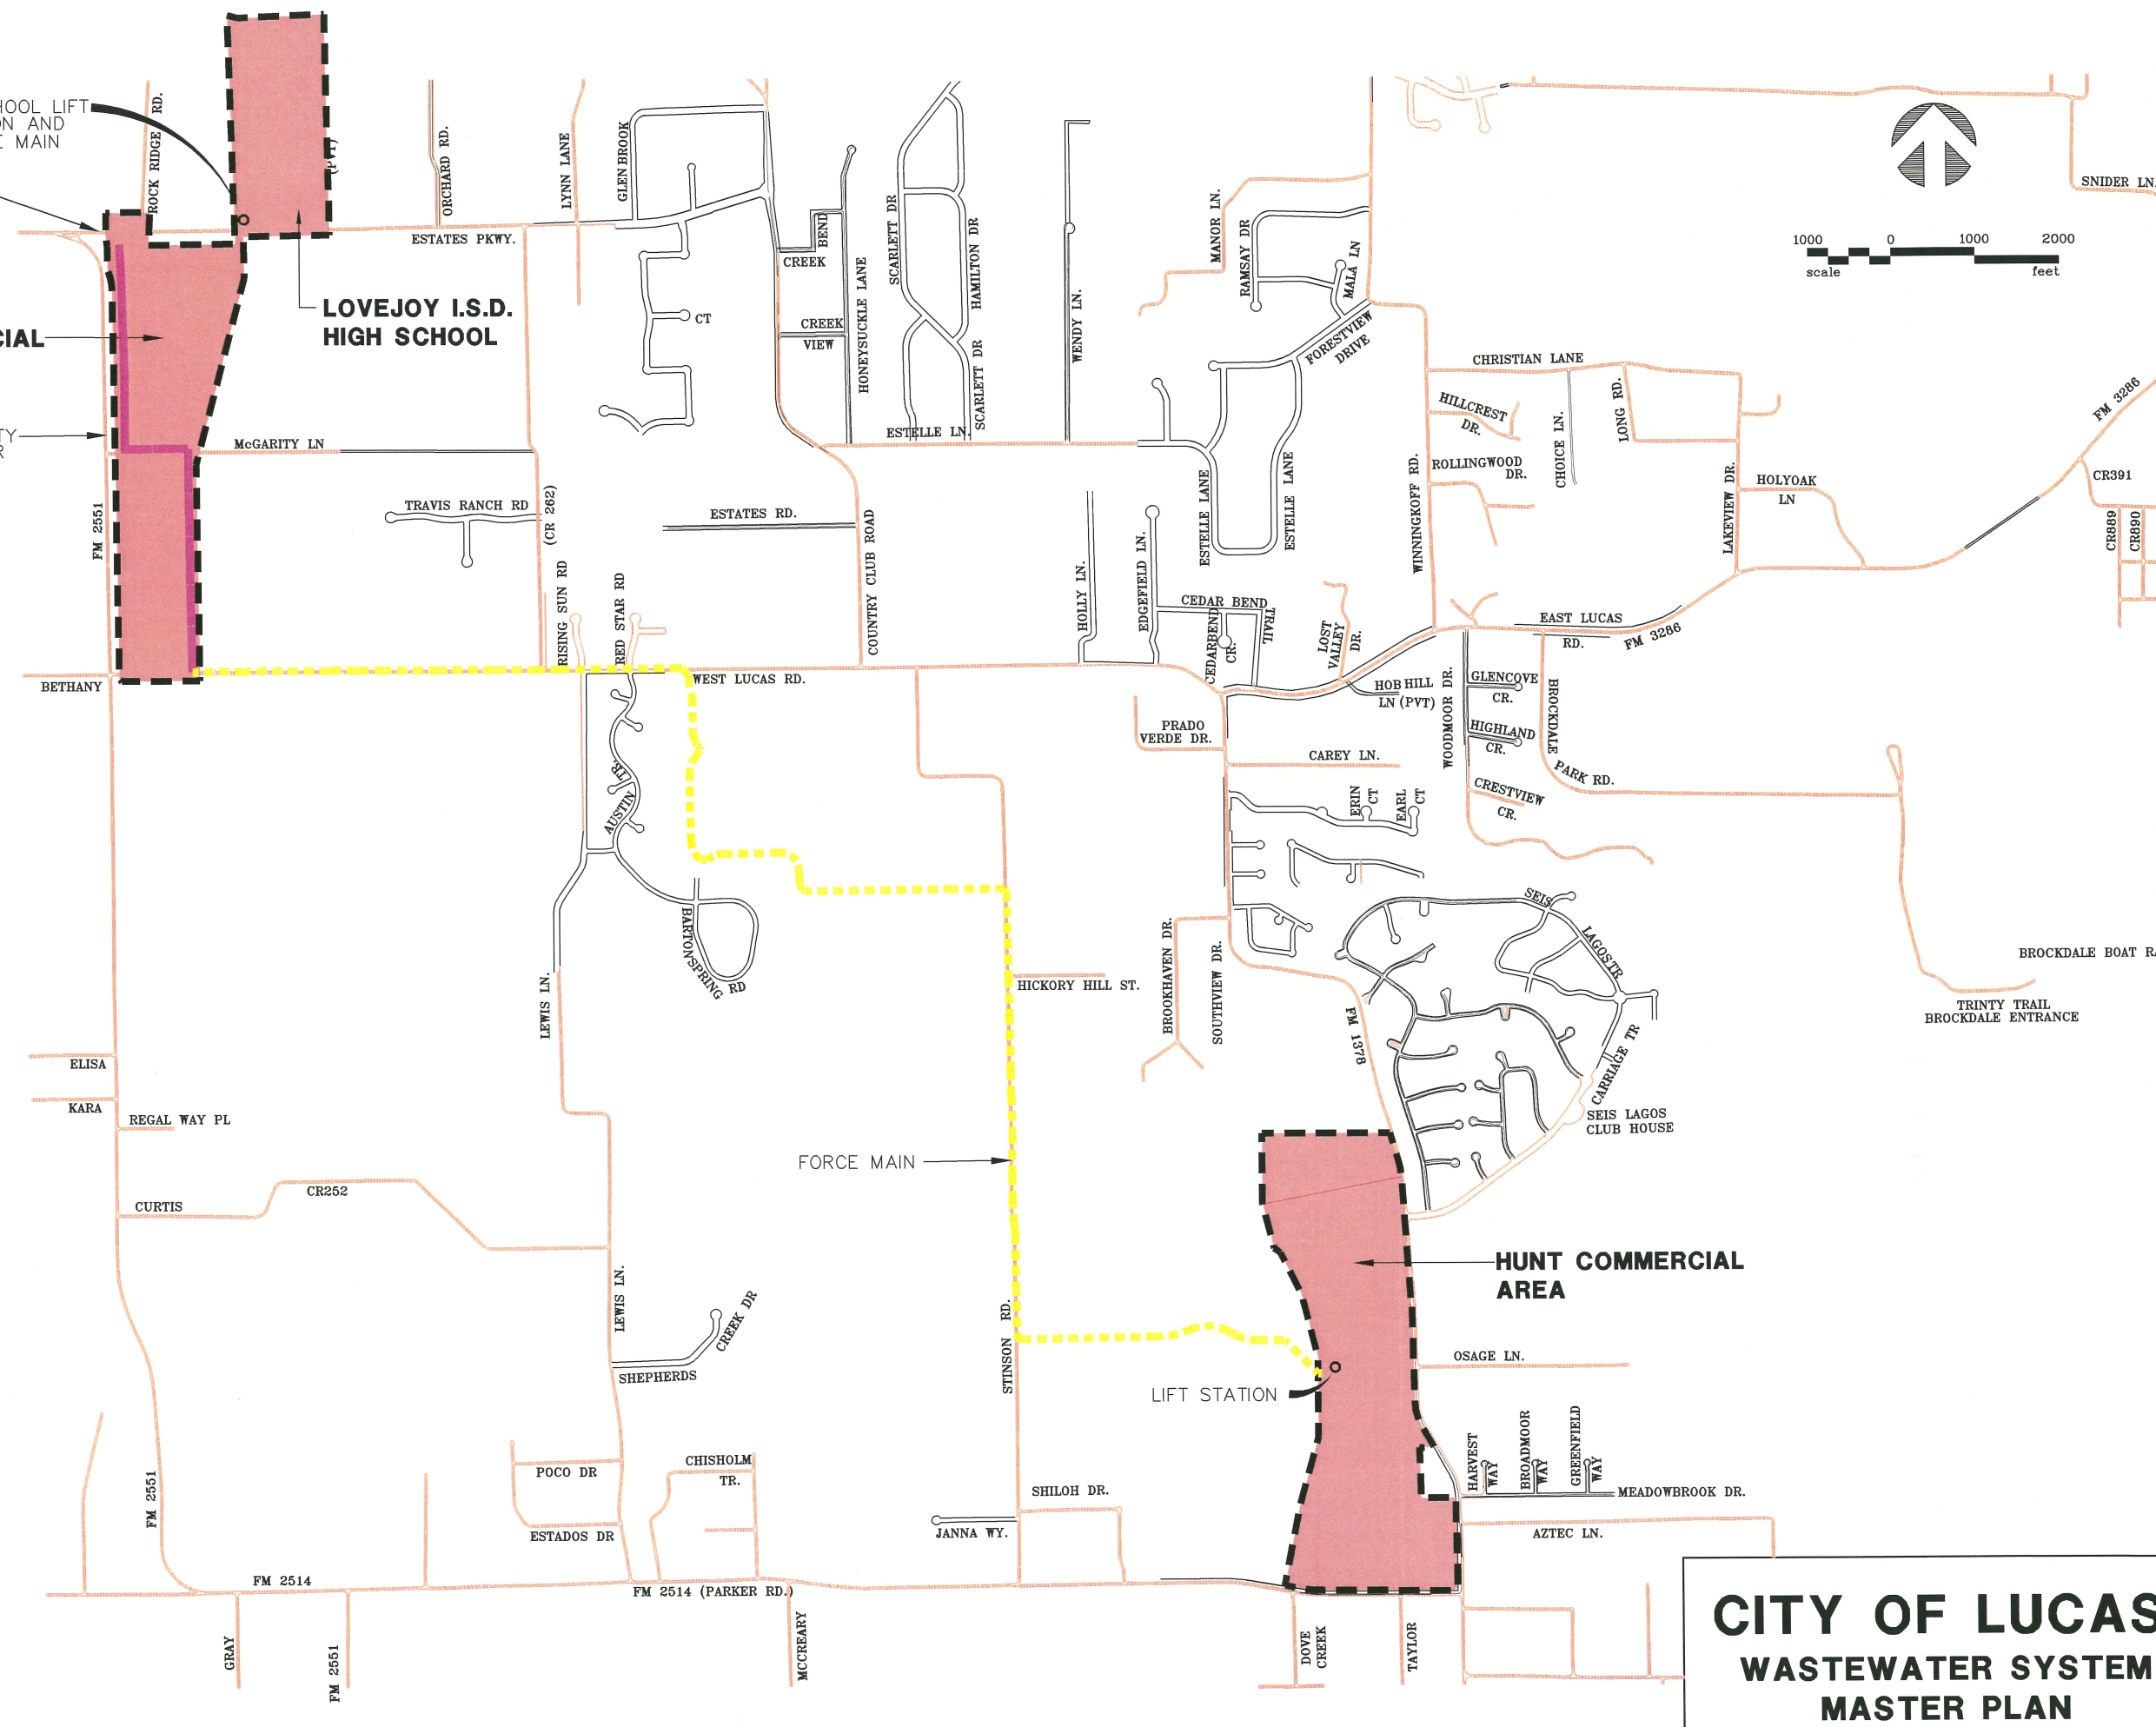 HOOL LIFT
ON AND
E MAIN
ROCK RIDGE RD.
(PVT)
ORCHARD RD.
LYNN LANE
GLEN BROOK
ESTATES PKWY.
CREEK
BEND
CREEK
VIEW
HONEYSUCKLE LANE
SCARLETT DR
HAMILTON DR
SCARLETT DR
WENDY LN.
MANOR LN.
RAMSAY DR
MALA LN
FORESTVIEW
DRIVE
SNIDER LN.
1000
0
1000
2000
scale
feet
LOVEJOY I.S.D.
HIGH SCHOOL
CIAL
CT
CHRISTIAN LANE
HILLCREST
DR.
LONG RD.
CHOICE LN.
FM 3286
TY
R
McGARITY LN
ESTELLE LN.
ROLLINGWOOD
DR.
WINNINGKOFF RD.
LAKEVIEW DR.
HOLYOAK
LN
CR391
CR889
CR890
FM 2551
TRAVIS RANCH RD
(CR 262)
ESTATES RD.
COUNTRY CLUB ROAD
ESTELLE LANE
ESTELLE LANE
RISING SUN RD
RED STAR RD
HOLLY LN.
EDGEFIELD LN.
CEDAR BEND
TRAIL
CEDARBEND
CR.
LOST
VALLEY
DR.
EAST LUCAS
RD.
FM 3286
BETHANY
WEST LUCAS RD.
HOB HILL
LN (PVT)
WOODMOOR DR.
GLENCOVE
CR.
HIGHLAND
CR.
BROCKDALE
PARK RD.
CRESTVIEW
CR.
PRADO
VERDE DR.
CAREY LN.
ERIN
CT
EARL
CT
AUSTIN
TR.
BARTON
SPRING RD
SEIS
LAGOS TR
LEWIS LN.
HICKORY HILL ST.
BROOKHAVEN DR.
SOUTHVIEW DR.
FM 1378
BROCKDALE BOAT RA
TRINTY TRAIL
BROCKDALE ENTRANCE
CARRIAGE TR
SEIS LAGOS
CLUB HOUSE
ELISA
KARA
REGAL WAY PL
FORCE MAIN
CR252
CURTIS
HUNT COMMERCIAL
AREA
LEWIS LN.
CREEK DR
SHEPHERDS
STINSON RD.
LIFT STATION
OSAGE LN.
HARVEST
WAY
BROADMOOR
WAY
GREENFIELD
WAY
MEADOWBROOK DR.
FM 2551
POCO DR
CHISHOLM
TR.
ESTADOS DR
SHILOH DR.
JANNA WY.
AZTEC LN.
FM 2514
FM 2514 (PARKER RD.)
GRAY
FM 2551
MCCREARY
DOVE
CREEK
TAYLOR
CITY OF LUCAS
WASTEWATER SYSTEM
MASTER PLAN